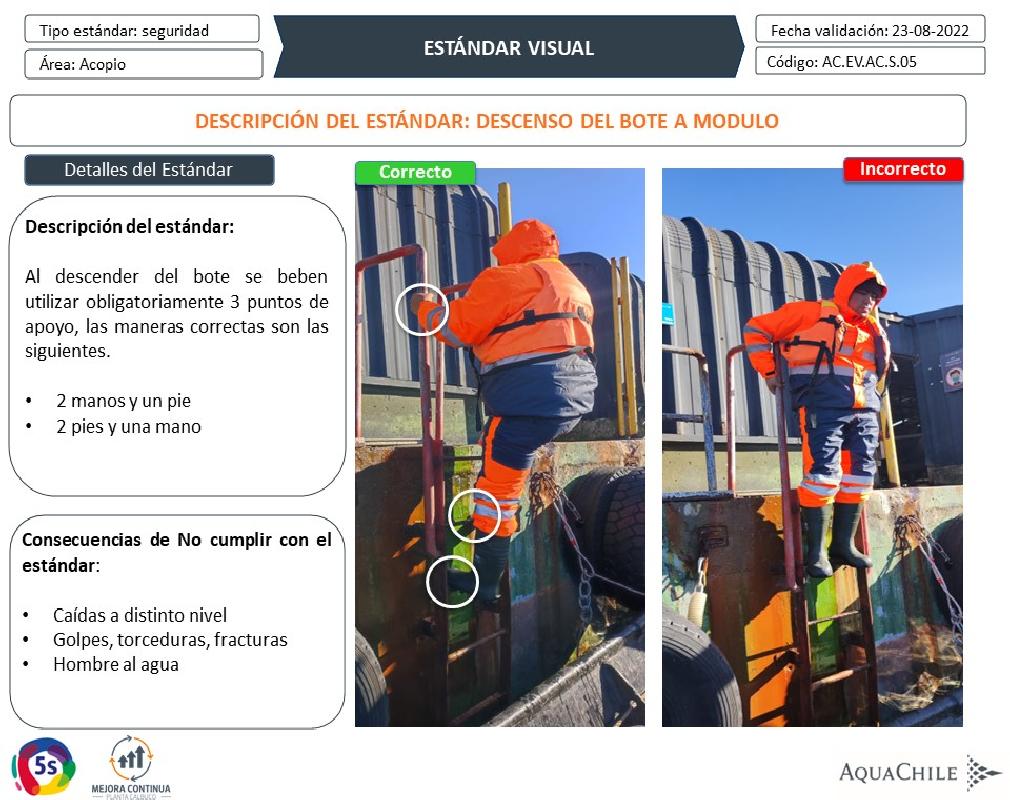 Tipo estándar: seguridad
Área: Acopio
ESTÁNDAR VISUAL
Fecha validación: 23-08-2022
Código: AC.EV.AC.S.05
DESCRIPCIÓN DEL ESTÁNDAR: DESCENSO DEL BOTE A MODULO
Detalles del Estándar
Descripción del estándar:
Al descender del bote se beben
utilizar obligatoriamente 3 puntos de
apoyo, las maneras correctas son las
siguientes.
• 2 manos y un pie
• 2 pies y una mano
Consecuencias de No cumplir con el
estándar:
• Caídas a distinto nivel
• Golpes, torceduras, fracturas
• Hombre al agua
Correcto
Incorrecto
5s
MEJORA CONTINUA
PLANTA CALBUCO
AQUACHILE